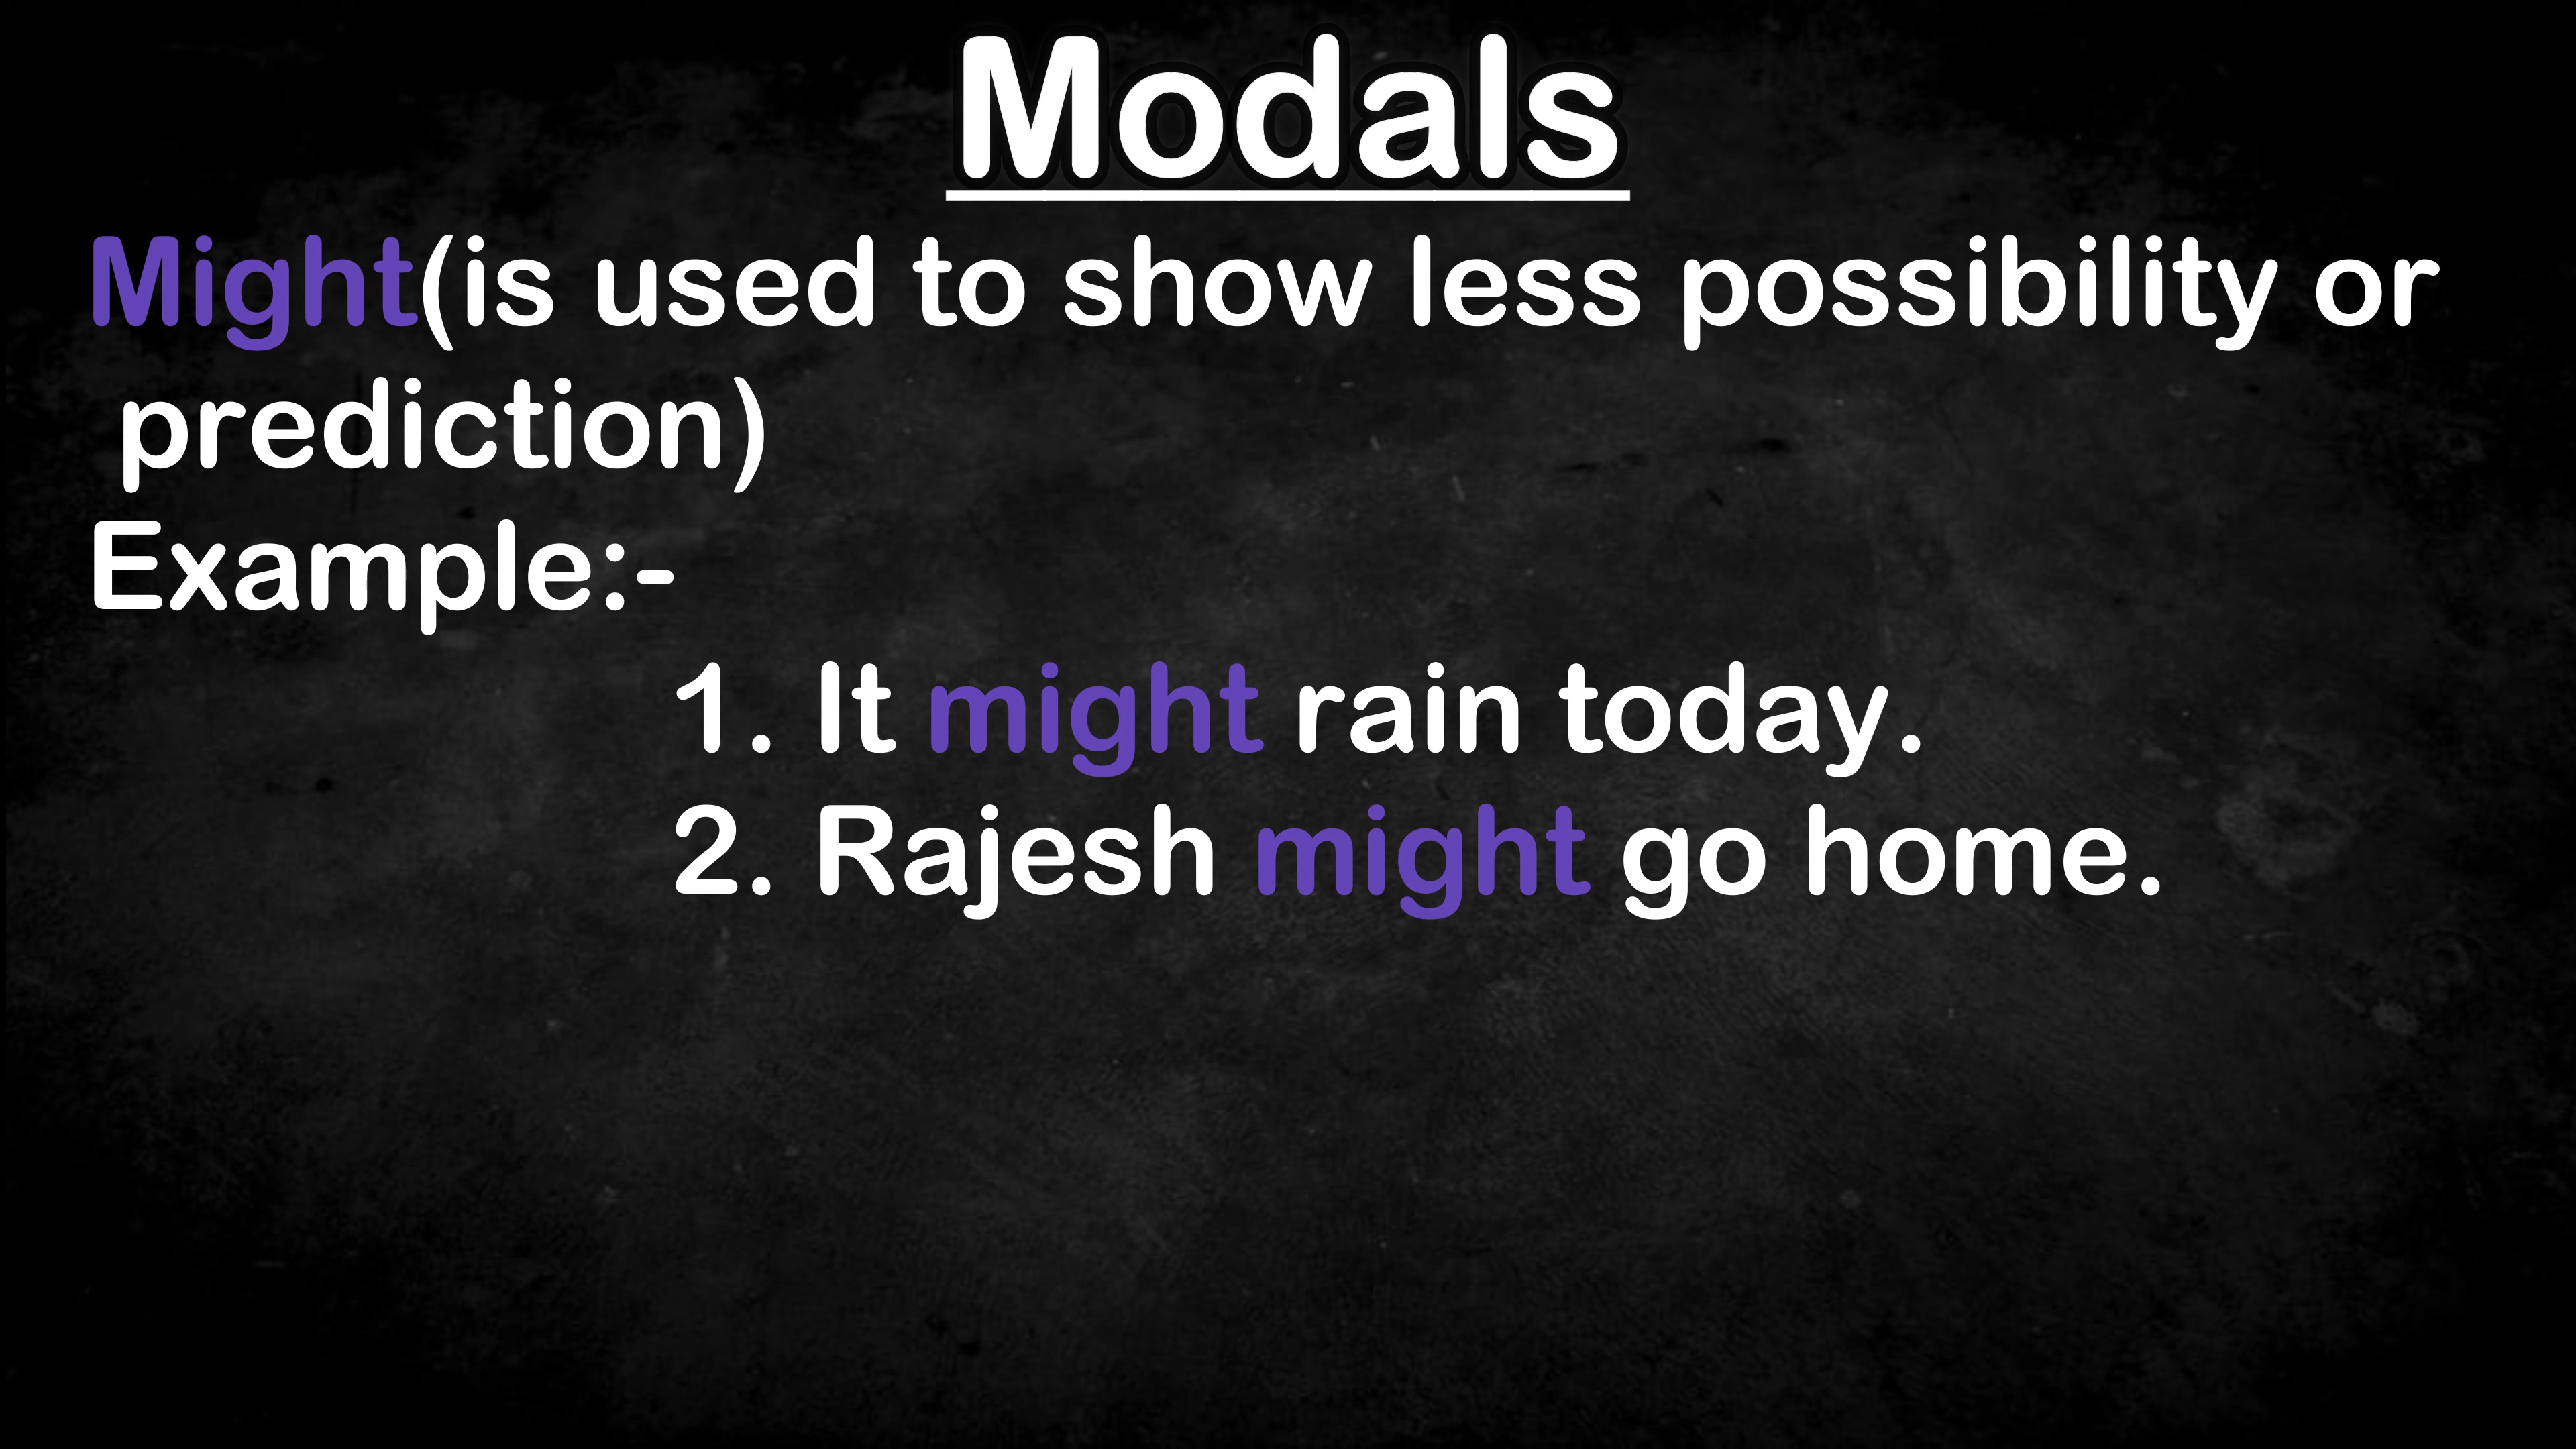 Modals
Might(is used to show less possibility or
prediction)
Example:-
1. It might rain today.
2. Rajesh might go home.